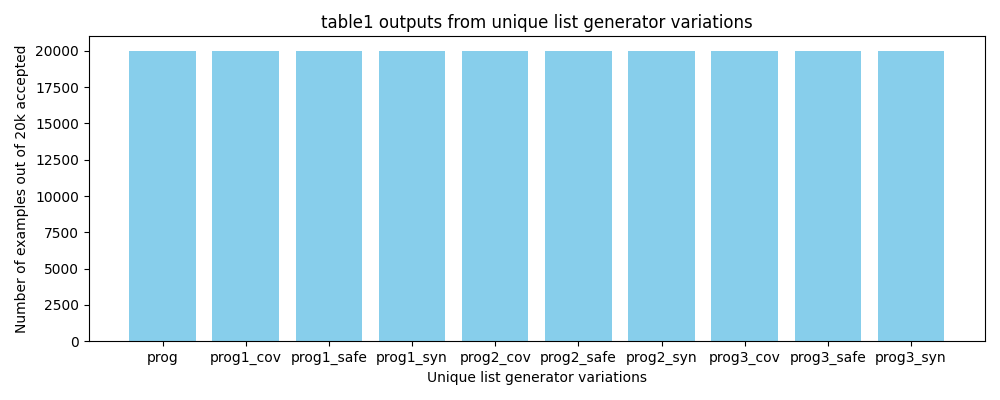 table1 outputs from unique list generator variations
Number of examples out of 20k accepted
20000
17500
15000
12500
10000
7500
5000
2500
0
prog prog1_cov prog1_safe prog1_syn prog2_cov prog2_safe prog2_syn prog3_cov prog3_safe prog3_syn
Unique list generator variations